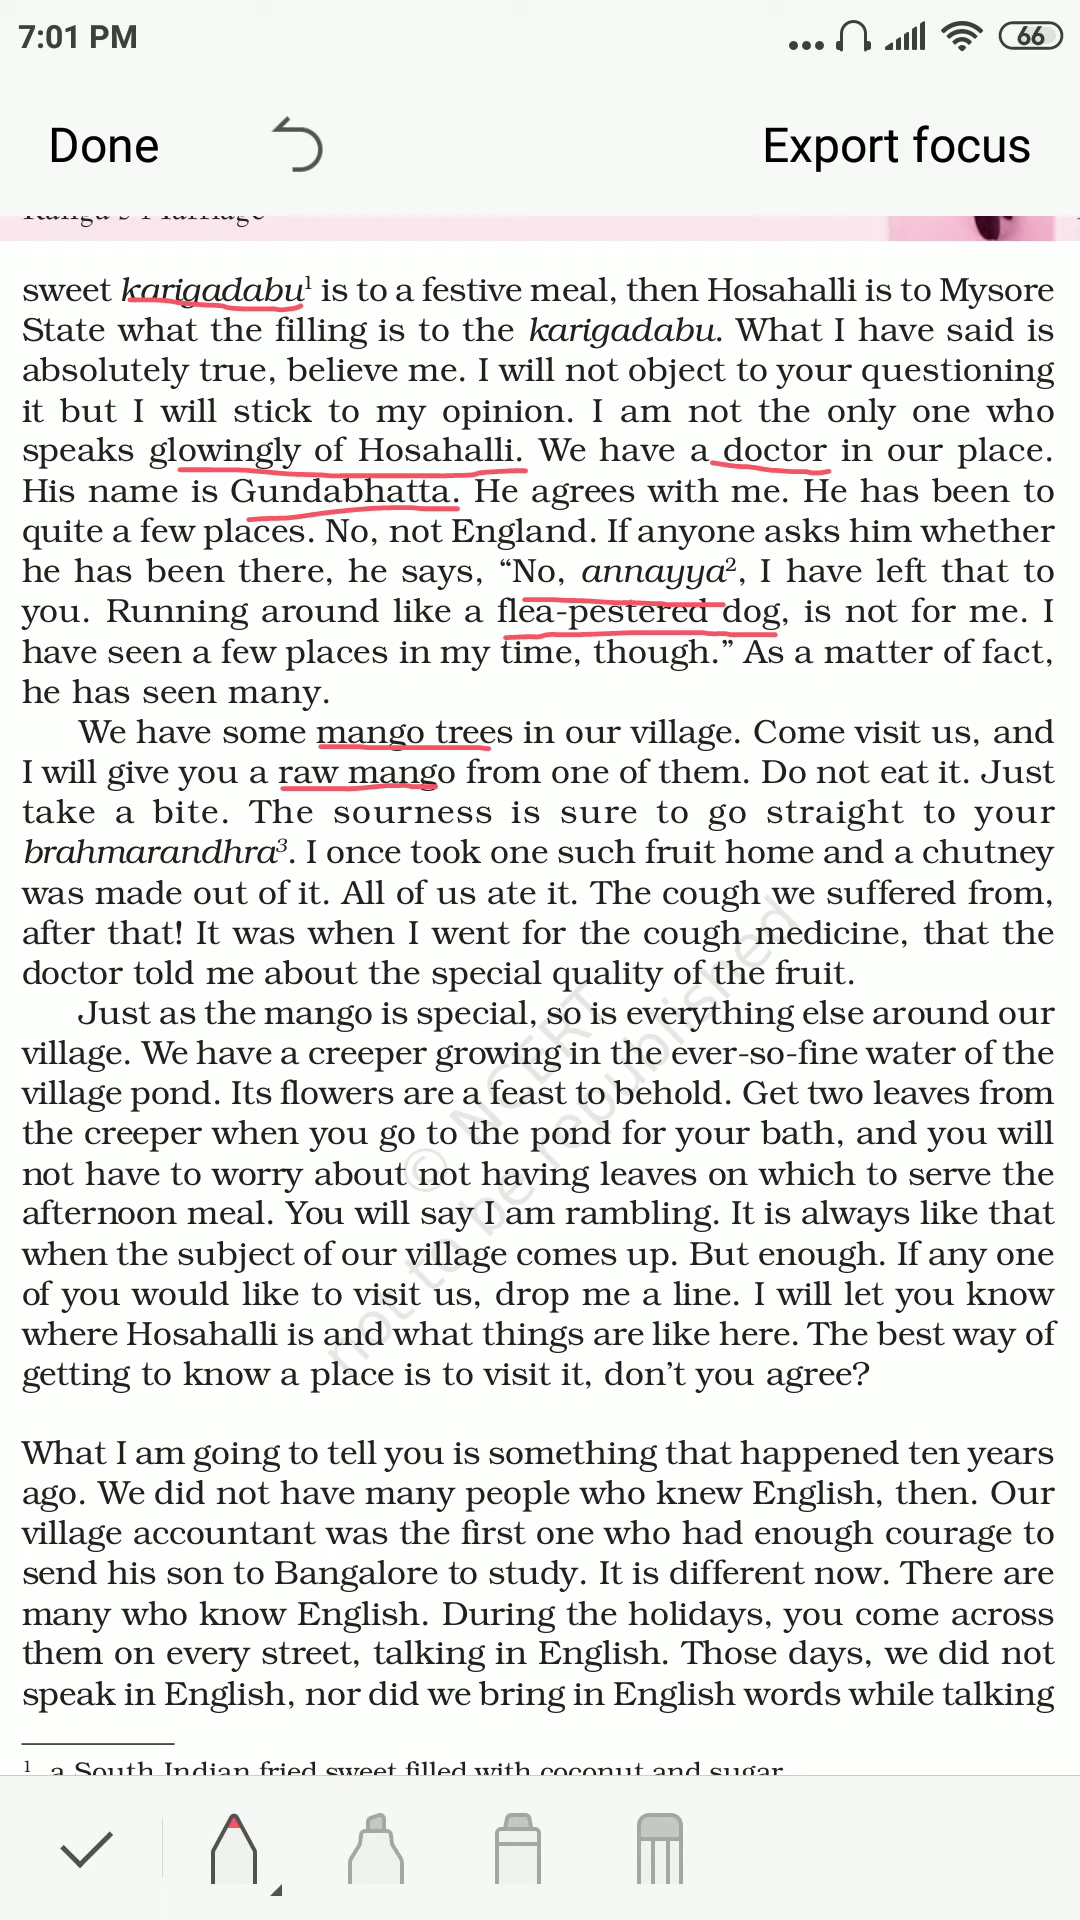 7:01 PM
66
Done
Export focus
Ranga's Marriage
sweet karigadabu¹ is to a festive meal, then Hosahalli is to Mysore
State what the filling is to the karigadabu. What I have said is
absolutely true, believe me. I will not object to your questioning
it but I will stick to my opinion. I am not the only one who
speaks glowingly of Hosahalli. We have a doctor in our place.
His name is Gundabhatta. He agrees with me. He has been to
quite a few places. No, not England. If anyone asks him whether
he has been there, he says, “No, annayya², I have left that to
you. Running around like a flea-pestered dog, is not for me. I
have seen a few places in my time, though.” As a matter of fact,
he has seen many.
We have some mango trees in our village. Come visit us, and
I will give you a raw mango from one of them. Do not eat it. Just
take a bite. The sourness is sure to go straight to your
brahmarandhra³. I once took one such fruit home and a chutney
was made out of it. All of us ate it. The cough we suffered from,
after that! It was when I went for the cough medicine, that the
doctor told me about the special quality of the fruit.
Just as the mango is special, so is everything else around our
village. We have a creeper growing in the ever-so-fine water of the
village pond. Its flowers are a feast to behold. Get two leaves from
the creeper when you go to the pond for your bath, and you will
not have to worry about not having leaves on which to serve the
afternoon meal. You will say I am rambling. It is always like that
when the subject of our village comes up. But enough. If any one
of you would like to visit us, drop me a line. I will let you know
where Hosahalli is and what things are like here. The best way of
getting to know a place is to visit it, don’t you agree?
What I am going to tell you is something that happened ten years
ago. We did not have many people who knew English, then. Our
village accountant was the first one who had enough courage to
send his son to Bangalore to study. It is different now. There are
many who know English. During the holidays, you come across
them on every street, talking in English. Those days, we did not
speak in English, nor did we bring in English words while talking
¹ a South Indian fried sweet filled with coconut and sugar
© NCERT
not to be republished